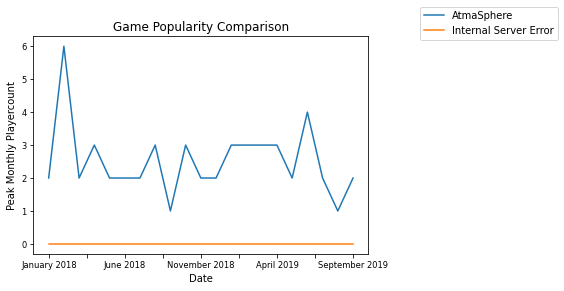 AtmaSphere
Internal Server Error
Game Popularity Comparison
Peak Monthly Playercount
6
5
4
3
2
1
0
January 2018 June 2018 November 2018 April 2019 September 2019
Date